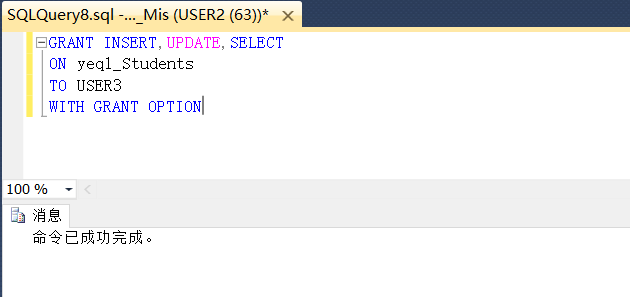 SQLQuery8.sql -..._Mis (USER2 (63))*
GRANT INSERT,UPDATE,SELECT
ON yeql_Students
TO USER3
WITH GRANT OPTION
100 %
消息
命令已成功完成。